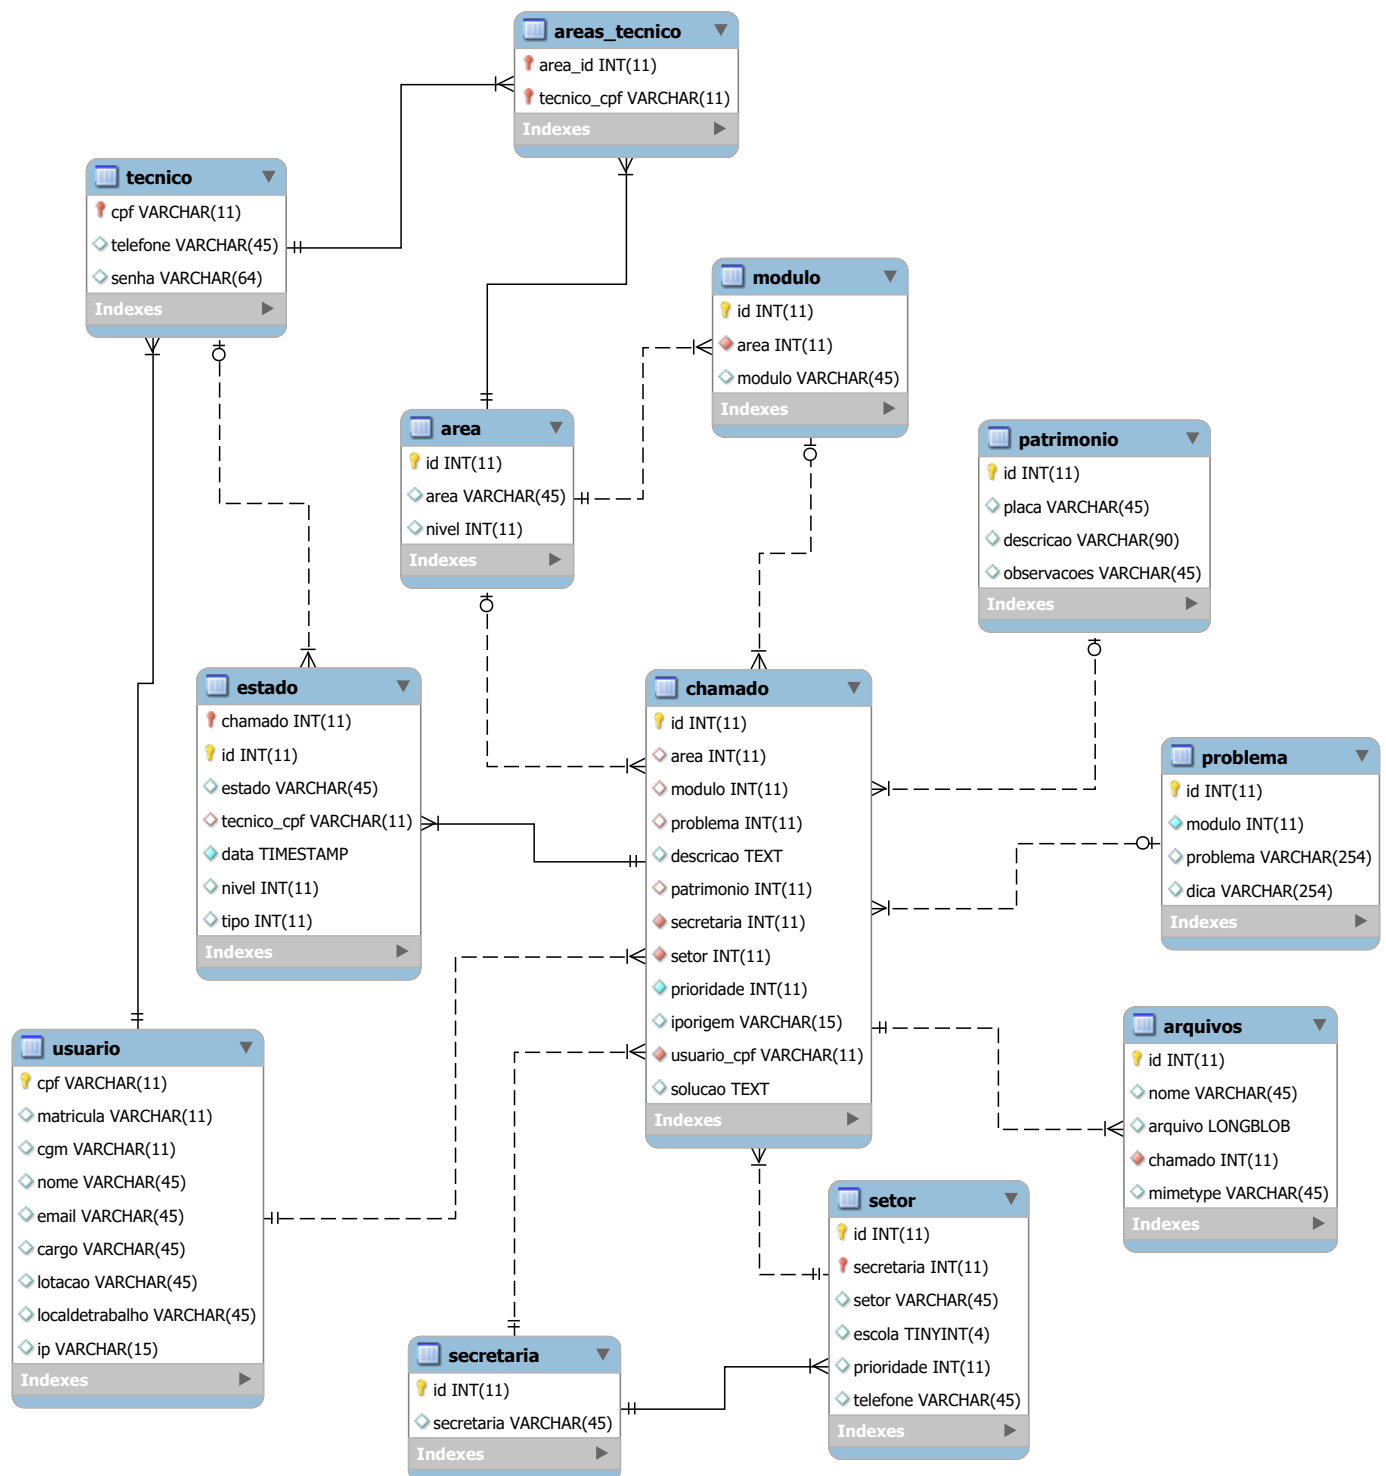 areas_tecnico
area_id INT(11)
tecnico_cpf VARCHAR(11)
Indexes
tecnico
cpf VARCHAR(11)
telefone VARCHAR(45)
senha VARCHAR(64)
Indexes
modulo
id INT(11)
area INT(11)
modulo VARCHAR(45)
Indexes
area
id INT(11)
area VARCHAR(45)
nivel INT(11)
Indexes
patrimonio
id INT(11)
placa VARCHAR(45)
descricao VARCHAR(90)
observacoes VARCHAR(45)
Indexes
estado
chamado INT(11)
id INT(11)
estado VARCHAR(45)
tecnico_cpf VARCHAR(11)
data TIMESTAMP
nivel INT(11)
tipo INT(11)
Indexes
chamado
id INT(11)
area INT(11)
modulo INT(11)
problema INT(11)
descricao TEXT
patrimonio INT(11)
secretaria INT(11)
setor INT(11)
prioridade INT(11)
iporigem VARCHAR(15)
usuario_cpf VARCHAR(11)
solucao TEXT
Indexes
problema
id INT(11)
modulo INT(11)
problema VARCHAR(254)
dica VARCHAR(254)
Indexes
usuario
cpf VARCHAR(11)
matricula VARCHAR(11)
cgm VARCHAR(11)
nome VARCHAR(45)
email VARCHAR(45)
cargo VARCHAR(45)
lotacao VARCHAR(45)
localdetrabalho VARCHAR(45)
ip VARCHAR(15)
Indexes
arquivos
id INT(11)
nome VARCHAR(45)
arquivo LONGBLOB
chamado INT(11)
mimetype VARCHAR(45)
Indexes
setor
id INT(11)
secretaria INT(11)
setor VARCHAR(45)
escola TINYINT(4)
prioridade INT(11)
telefone VARCHAR(45)
Indexes
secretaria
id INT(11)
secretaria VARCHAR(45)
Indexes